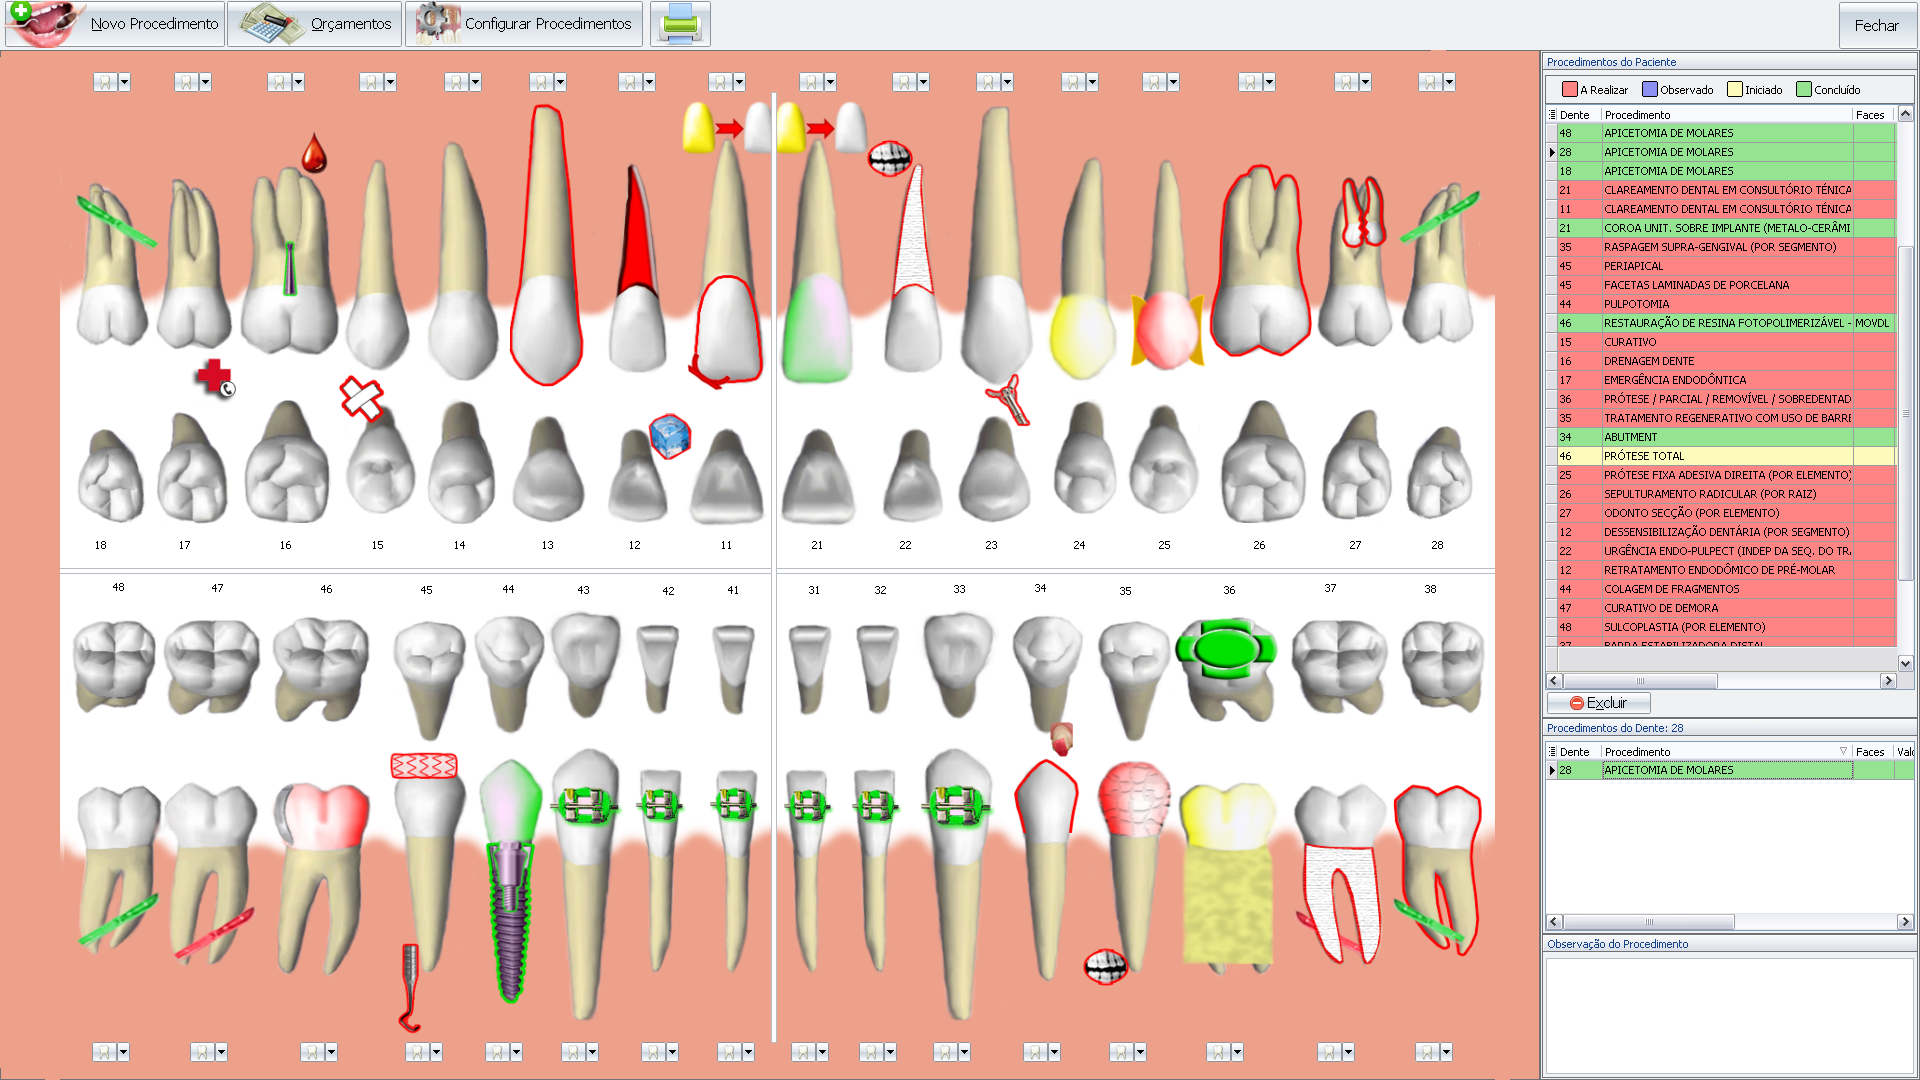 Novo Procedimento
Orçamentos
Configurar Procedimentos
Fechar
18 17 16 15 14 13 12 11 21 22 23 24 25 26 27 28
48 47 46 45 44 43 42 41 31 32 33 34 35 36 37 38
Procedimentos do Paciente
A Realizar Observado Iniciado Concluído
Dente Procedimento Faces
48 APICETOMIA DE MOLARES
28 APICETOMIA DE MOLARES
18 APICETOMIA DE MOLARES
21 CLAREAMENTO DENTAL EM CONSULTÓRIO TÉNICA
11 CLAREAMENTO DENTAL EM CONSULTÓRIO TÉNICA
21 COROA UNIT. SOBRE IMPLANTE (METALO-CERÂMI
35 RASPAGEM SUPRA-GENGIVAL (POR SEGMENTO)
45 PERIAPICAL
45 FACETAS LAMINADAS DE PORCELANA
44 PULPOTOMIA
46 RESTAURAÇÃO DE RESINA FOTOPOLIMERIZÁVEL - MOVDL
15 CURATIVO
16 DRENAGEM DENTE
17 EMERGÊNCIA ENDODÔNTICA
36 PRÓTESE / PARCIAL / REMOVÍVEL / SOBREDENTAD
35 TRATAMENTO REGENERATIVO COM USO DE BARRE
34 ABUTMENT
46 PRÓTESE TOTAL
25 PRÓTESE FIXA ADESIVA DIREITA (POR ELEMENTO)
26 SEPULTURAMENTO RADICULAR (POR RAIZ)
27 ODONTO SECÇÃO (POR ELEMENTO)
12 DESSENSIBILIZAÇÃO DENTÁRIA (POR SEGMENTO)
22 URGÊNCIA ENDO-PULPECT (INDEP DA SEQ. DO TR.
12 RETRATAMENTO ENDODÔMICO DE PRÉ-MOLAR
44 COLAGEM DE FRAGMENTOS
47 CURATIVO DE DEMORA
48 SULCOPLASTIA (POR ELEMENTO)
37 BARRA ESTABILIZADORA DISTAL
Excluir
Procedimentos do Dente: 28
Dente Procedimento Faces Valo
28 APICETOMIA DE MOLARES
Observação do Procedimento